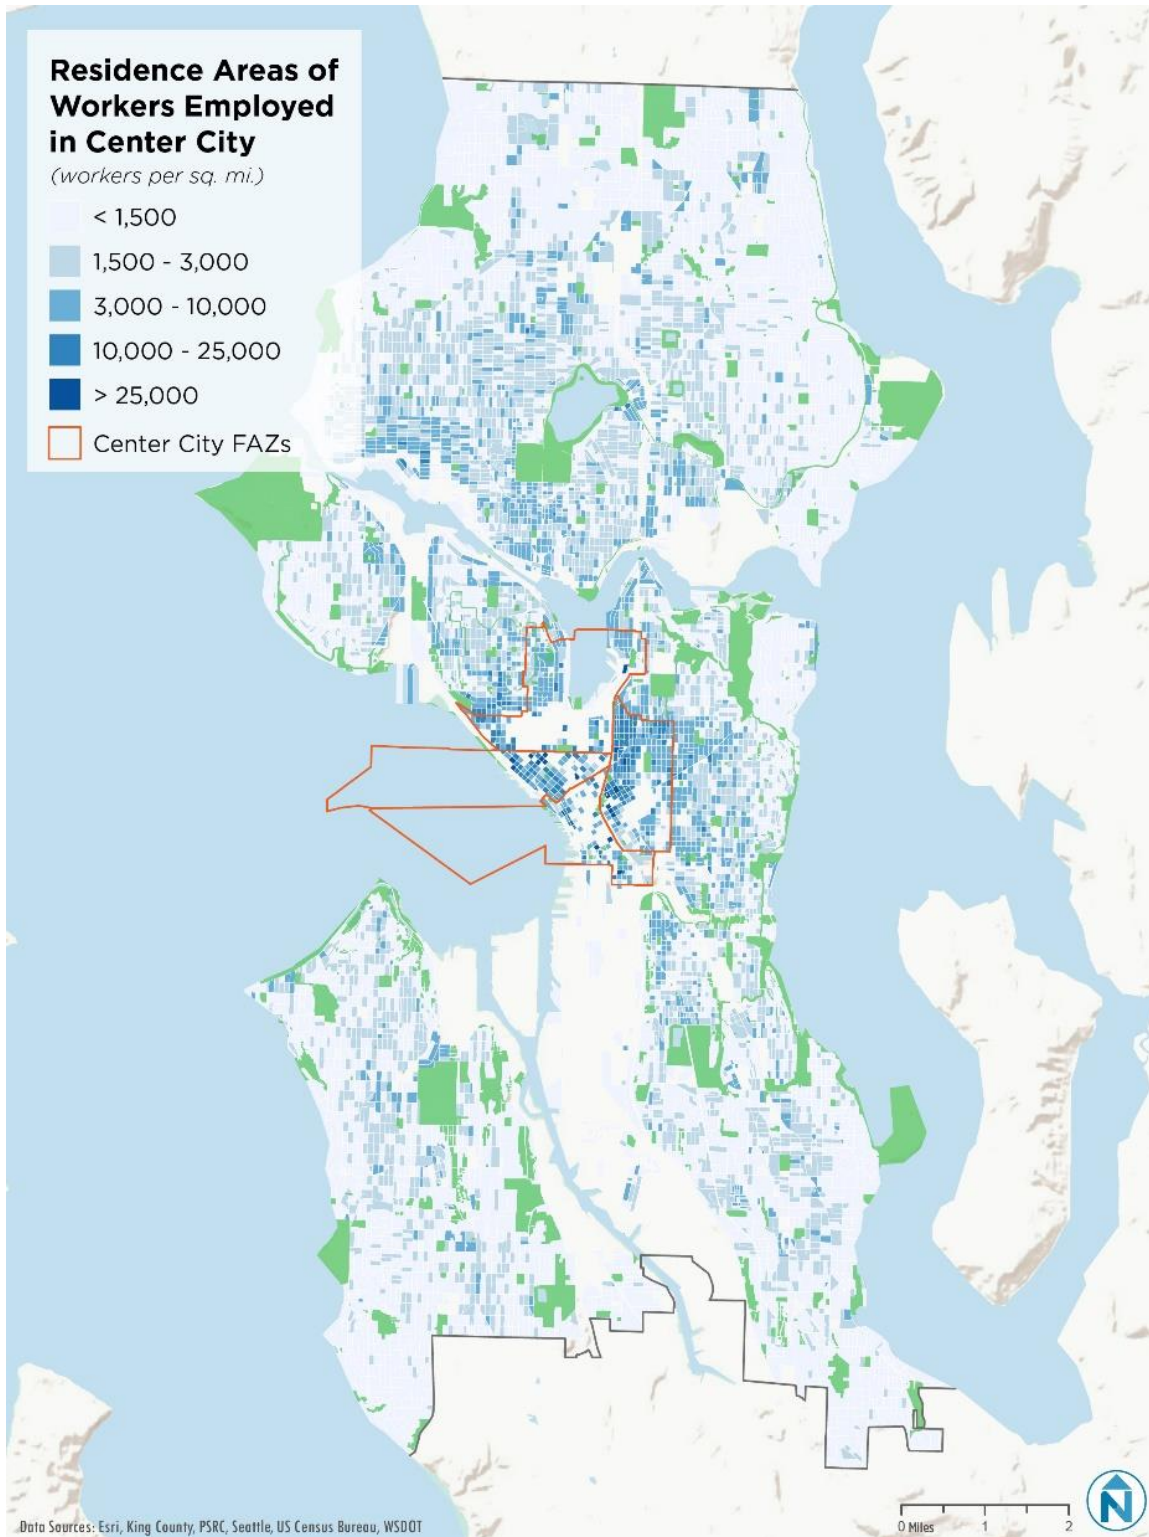 Residence Areas of
Workers Employed
in Center City
(workers per sq. mi.)
< 1,500
1,500 - 3,000
3,000 - 10,000
10,000 - 25,000
> 25,000
Center City FAZs
N
0 Miles 1 2
Data Sources: Esri, King County, PSRC, Seattle, US Census Bureau, WSDOT